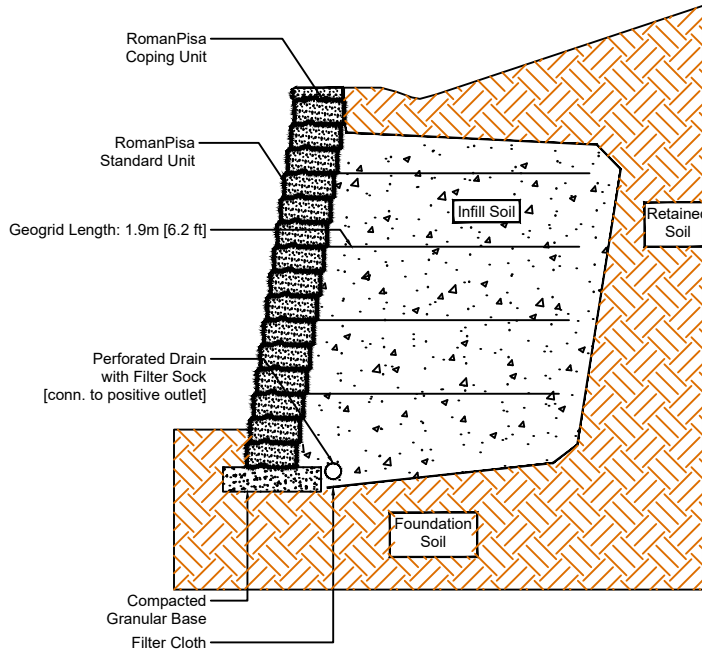 RomanPisa
Coping Unit
RomanPisa
Standard Unit
Infill Soil
Retained
Soil
Geogrid Length: 1.9m [6.2 ft]
Perforated Drain
with Filter Sock
[conn. to positive outlet]
Foundation
Soil
Compacted
Granular Base
Filter Cloth